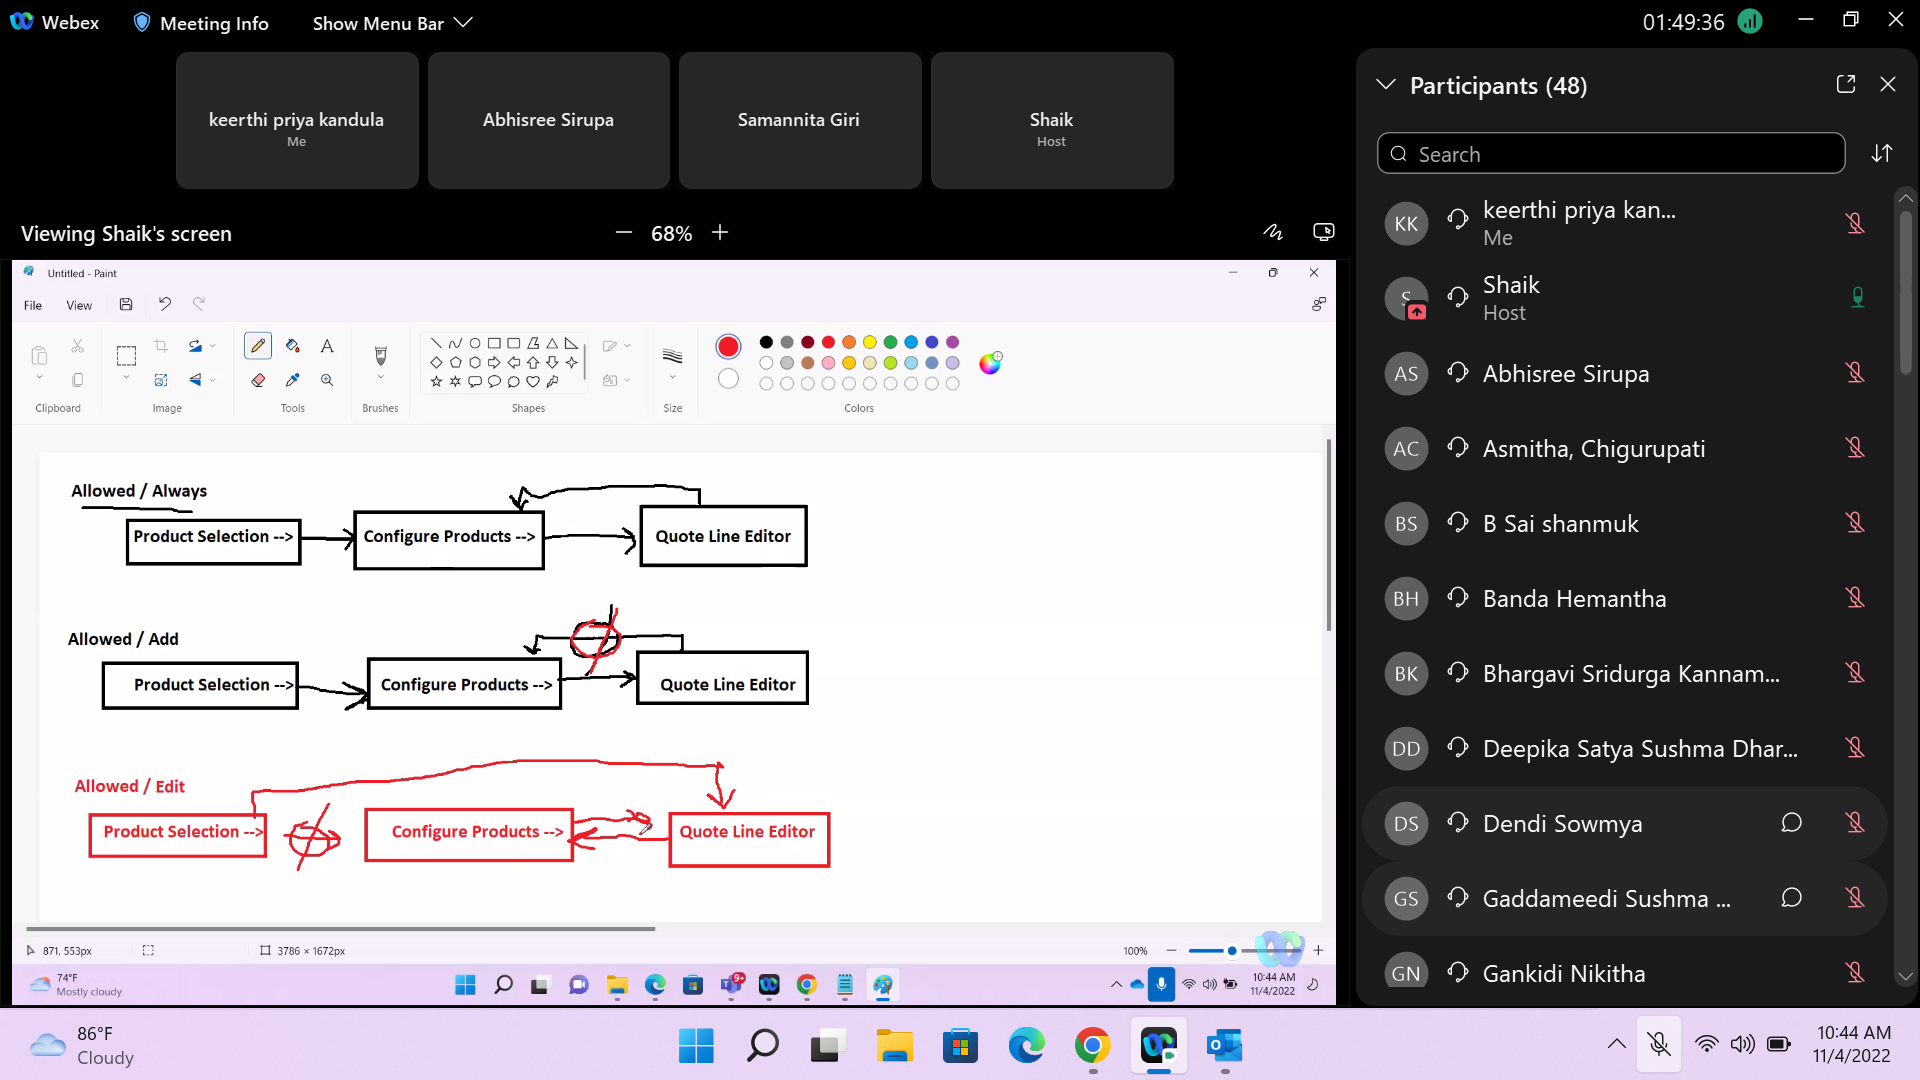 Webex
Meeting Info
Show Menu Bar
01:49:36
keerthi priya kandula
Me
Abhisree Sirupa
Samannita Giri
Shaik
Host
Viewing Shaik's screen
68%
Untitled - Paint
File
View
Clipboard
Image
Tools
Brushes
Shapes
Size
Colors
Allowed / Always
Product Selection -->
Configure Products -->
Quote Line Editor
Allowed / Add
Product Selection -->
Configure Products -->
Quote Line Editor
Allowed / Edit
Product Selection -->
Configure Products -->
Quote Line Editor
871, 553px
3786 × 1672px
100%
74°F
Mostly cloudy
9+
10:44 AM
11/4/2022
Participants (48)
Search
KK
keerthi priya kan...
Me
S
Shaik
Host
AS
Abhisree Sirupa
AC
Asmitha, Chigurupati
BS
B Sai shanmuk
BH
Banda Hemantha
BK
Bhargavi Sridurga Kannam...
DD
Deepika Satya Sushma Dhar...
DS
Dendi Sowmya
GS
Gaddameedi Sushma ...
GN
Gankidi Nikitha
86°F
Cloudy
10:44 AM
11/4/2022